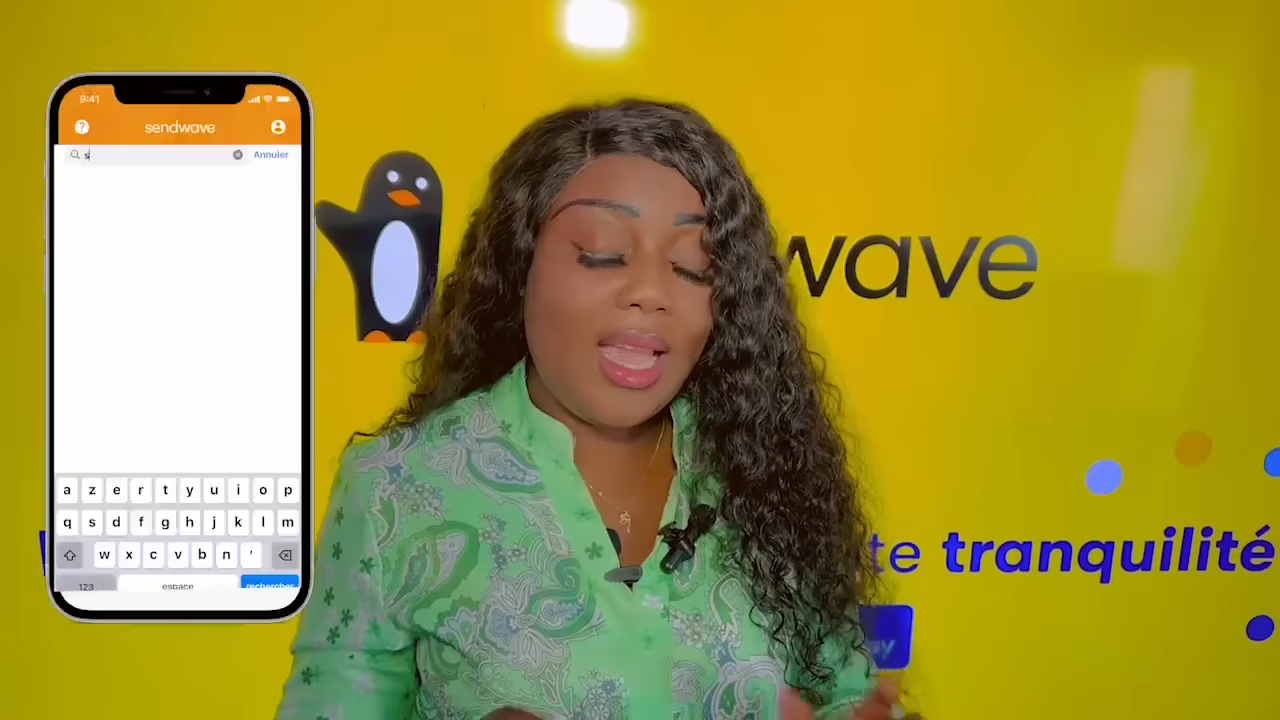 9:41
sendwave
s
Annuler
a z e r t y u i o p
q s d f g h j k l m
w x c v b n '
123 espace rechercher
wave
te tranquilité